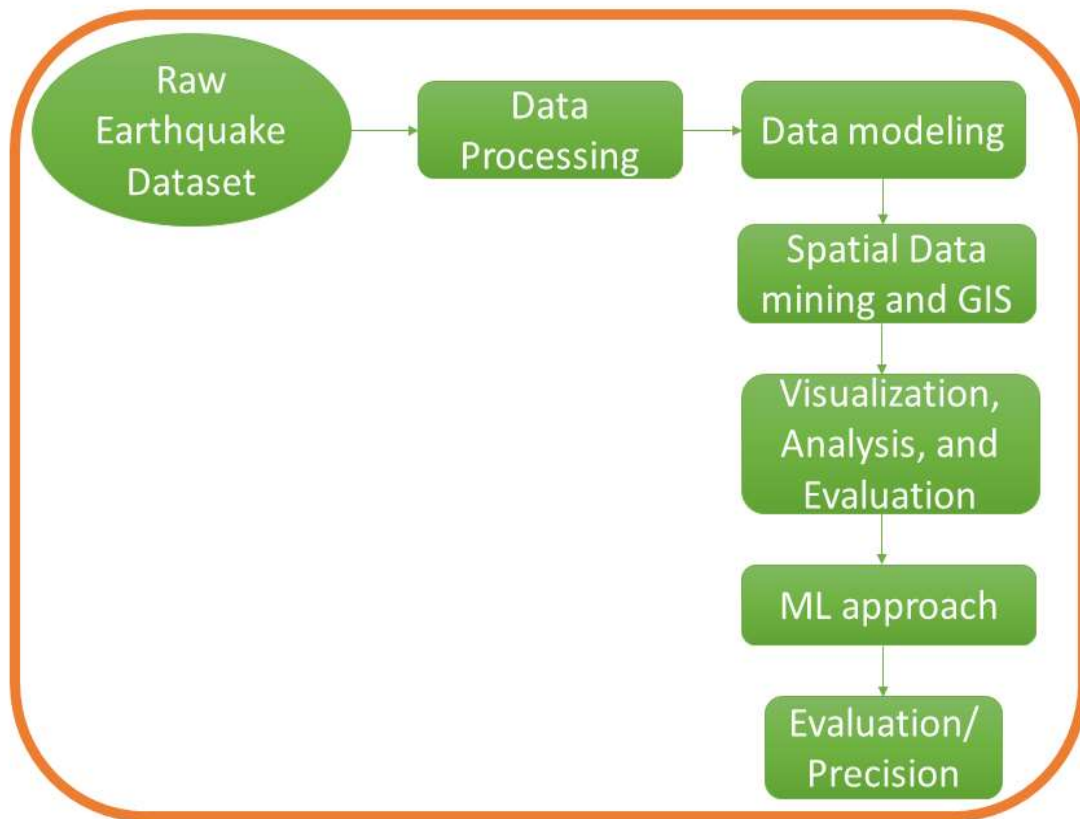 Raw
Earthquake
Dataset
Data
Processing
Data modeling
Spatial Data
mining and GIS
Visualization,
Analysis, and
Evaluation
ML approach
Evaluation/
Precision